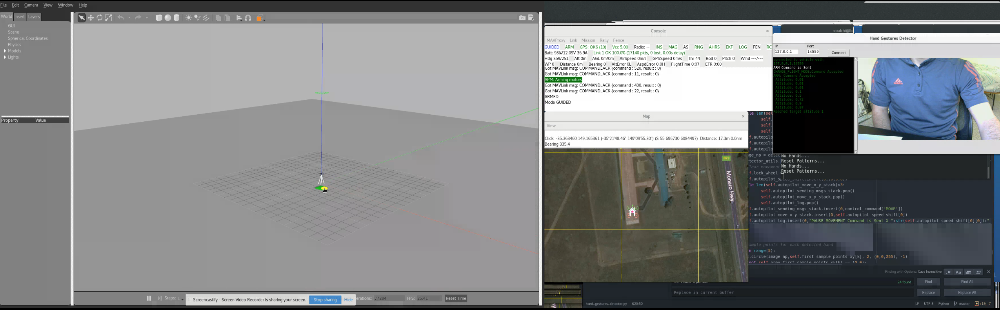 File Edit Camera View Window Help
World Insert Layers
GUI
Scene
Spherical Coordinates
Physics
Models
Lights
Property Value
Steps: 1
Screencastify - Screen Video Recorder is sharing your screen. Stop sharing Hide
erations: 77284 FPS: 25.41 Reset Time
Console
MAVProxy Link Mission Rally Fence
GUIDED ARM GPS: OK6 (10) Vcc 5.00 Radio: -- INS MAG AS RNG AHRS EKF LOG FEN RC
Batt: 98%/12.09V 36.9A Link 1 OK 100.0% (17140 pkts, 0 lost, 0.00s delay)
Hdg 359/251 Alt 0m AGL 0m/0m AirSpeed 0m/s GPSSpeed 0m/s Thr 44 Roll 0 Pitch 0 Wind ---/---
WP 0 Distance 0m Bearing 0 AltError 0L AspdError 0.0H FlightTime 0:07 ETR 0:00
Got MAVLink msg: COMMAND_ACK {command : 520, result : 0}
Got MAVLink msg: COMMAND_ACK {command : 11, result : 0}
APM: Arming motors
Got MAVLink msg: COMMAND_ACK {command : 400, result : 0}
Got MAVLink msg: COMMAND_ACK {command : 22, result : 0}
ARMED
Mode GUIDED
Map
View
Click: -35.363460 149.165361 (-35°21'48.46" 149°09'55.30") (S 55 696730 6084497) Distance: 17.3m 0.0nm
Bearing 335.4
B23
Monaro Hwy
soubhi@lo
Hand Gestures Detector
IP Port
127.0.0.1 14559 Connect
connected to vehicle with
127.0.0.1:14559
ARM Command is Sent
CHANGE_FLIGHT_MODE:Command Accepted
ARM: Command Accepted
Altitude: 0.01
Altitude: 0.01
Altitude: 0.01
Altitude: 0.1
Altitude: 0.5
Altitude: 0.72
Altitude: 0.9
Altitude: 0.97
Reached target altitude 1
adidas
No Hands...
Reset Patterns...
No Hands...
Reset Patterns...
le len(sel
self.
self.
self.
f.autopilo
f.autopilo
f.autopilo
ge_np = detec
etector_utils.
lear movement
f.lock_wheel
f.autopilot_speed_shift.insert(0,(0,0,0))
le len(self.autopilot_move_x_y_stack)>3:
self.autopilot_sending_msgs_stack.pop()
self.autopilot_move_x_y_stack.pop()
self.autopilot_log.pop()
f.autopilot_sending_msgs_stack.insert(0,control_command['MOVE'])
f.autopilot_move_x_y_stack.insert(0,self.autopilot_speed_shift[0])
f.autopilot_log.insert(0,"PAUSE MOVEMENT Command is Sent X "+str(self.autopilot_speed_shift[0][0])+"
ample points for each detected hand
n range(5):
.circle(image_np,self.first_sample_points_xy[k], 2, (0,0,255), -1)
not self.prev_first_sample_points_xy[k] == (0,0):
Finding with Options: Case Insensitive .* Aa
is_hand_opened 24 found Find Find All
Replace in current buffer Replace Replace All
hand_gestures_detector.py 620:50 LF UTF-8 Python master +19, -7